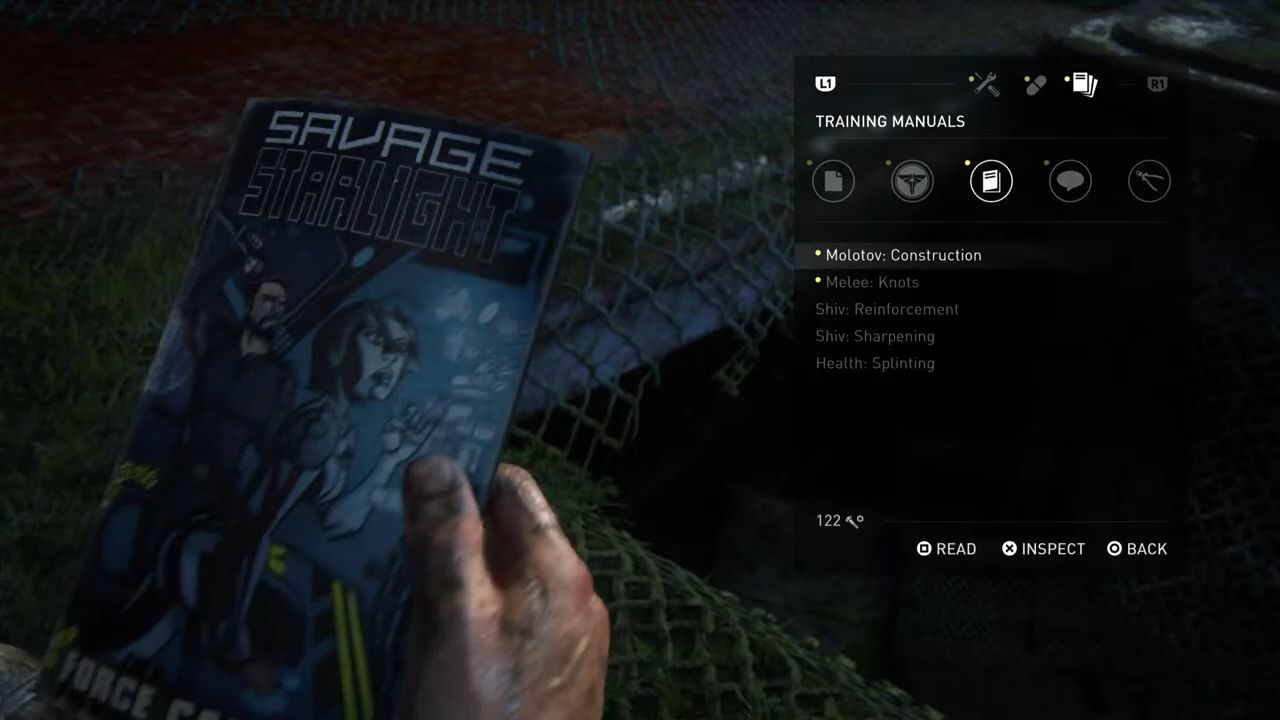 SAVAGE
STARLIGHT
L1
R1
TRAINING MANUALS
Molotov: Construction
Melee: Knots
Shiv: Reinforcement
Shiv: Sharpening
Health: Splinting
122
READ INSPECT BACK
FORCE